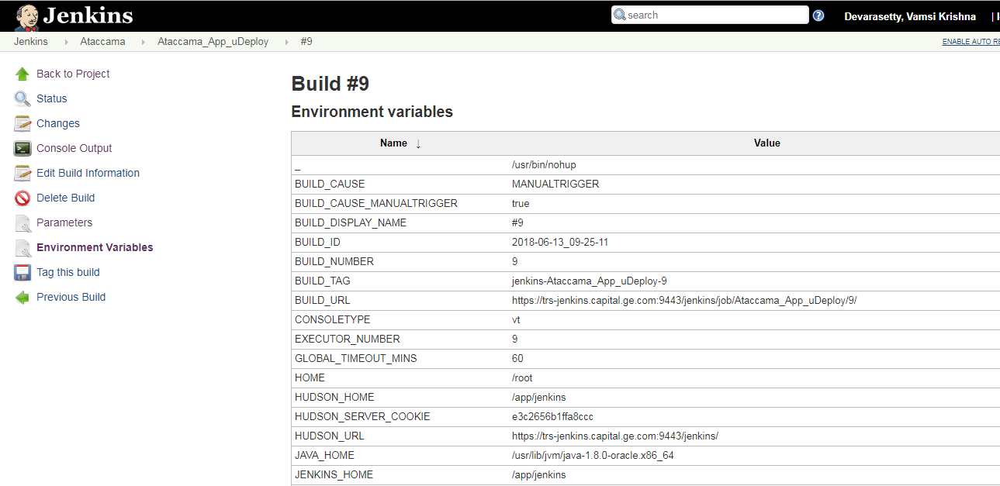 Jenkins
search
Devarasetty, Vamsi Krishna |
Jenkins Ataccama Ataccama_App_uDeploy #9
ENABLE AUTO RE
Back to Project
Status
Changes
Console Output
Edit Build Information
Delete Build
Parameters
Environment Variables
Tag this build
Previous Build
Build #9
Environment variables
Name ↓ Value
_ /usr/bin/nohup
BUILD_CAUSE MANUALTRIGGER
BUILD_CAUSE_MANUALTRIGGER true
BUILD_DISPLAY_NAME #9
BUILD_ID 2018-06-13_09-25-11
BUILD_NUMBER 9
BUILD_TAG jenkins-Ataccama_App_uDeploy-9
BUILD_URL https://trs-jenkins.capital.ge.com:9443/jenkins/job/Ataccama_App_uDeploy/9/
CONSOLETYPE vt
EXECUTOR_NUMBER 9
GLOBAL_TIMEOUT_MINS 60
HOME /root
HUDSON_HOME /app/jenkins
HUDSON_SERVER_COOKIE e3c2656b1ffa8ccc
HUDSON_URL https://trs-jenkins.capital.ge.com:9443/jenkins/
JAVA_HOME /usr/lib/jvm/java-1.8.0-oracle.x86_64
JENKINS_HOME /app/jenkins